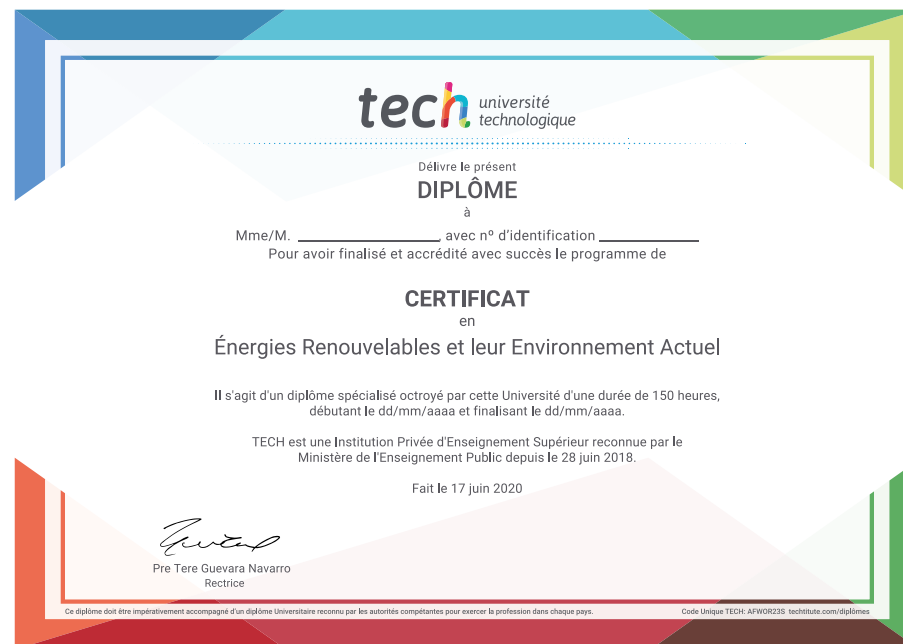 tech université
technologique
Délivre le présent
DIPLÔME
à
Mme/M. ____________________, avec nº d'identification ______________
Pour avoir finalisé et accrédité avec succès le programme de
CERTIFICAT
en
Énergies Renouvelables et leur Environnement Actuel
Il s'agit d'un diplôme spécialisé octroyé par cette Université d'une durée de 150 heures,
débutant le dd/mm/aaaa et finalisant le dd/mm/aaaa.
TECH est une Institution Privée d'Enseignement Supérieur reconnue par le
Ministère de l'Enseignement Public depuis le 28 juin 2018.
Fait le 17 juin 2020
Pre Tere Guevara Navarro
Rectrice
Ce diplôme doit être impérativement accompagné d'un diplôme Universitaire reconnu par les autorités compétentes pour exercer la profession dans chaque pays.
Code Unique TECH: AFWOR23S techtitute.com/diplômes